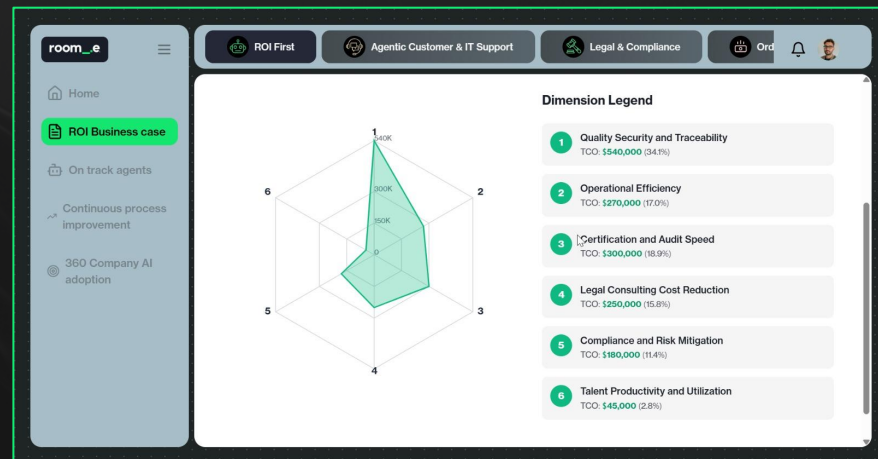 room_.e
ROI First
Agentic Customer & IT Support
Legal & Compliance
Ord
Home
ROI Business case
On track agents
Continuous process
improvement
360 Company AI
adoption
1
540K
6
300K
2
150K
0
5
3
4
Dimension Legend
1
Quality Security and Traceability
TCO: $540,000 (34.1%)
2
Operational Efficiency
TCO: $270,000 (17.0%)
3
Certification and Audit Speed
TCO: $300,000 (18.9%)
4
Legal Consulting Cost Reduction
TCO: $250,000 (15.8%)
5
Compliance and Risk Mitigation
TCO: $180,000 (11.4%)
6
Talent Productivity and Utilization
TCO: $45,000 (2.8%)